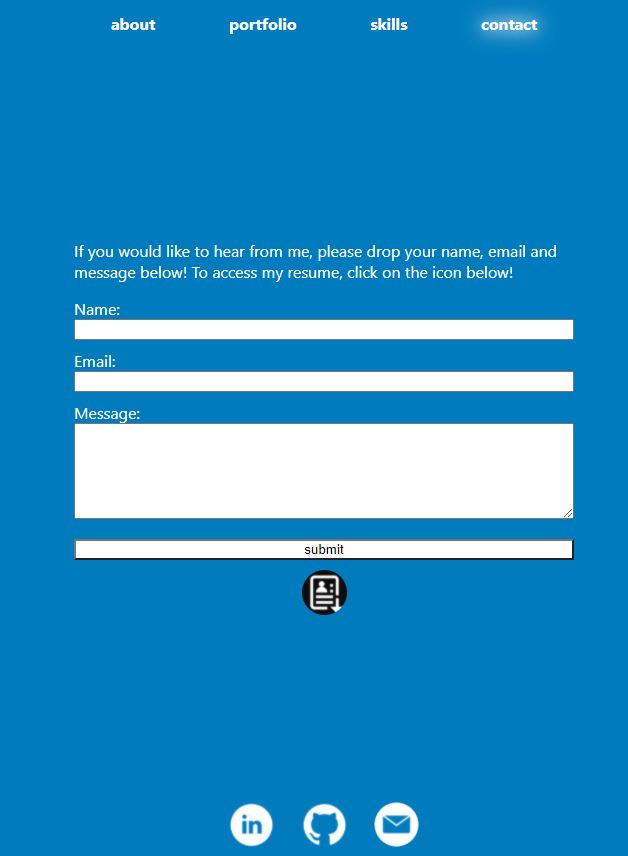 about portfolio skills contact
If you would like to hear from me, please drop your name, email and
message below! To access my resume, click on the icon below!
Name:
Email:
Message:
submit
in